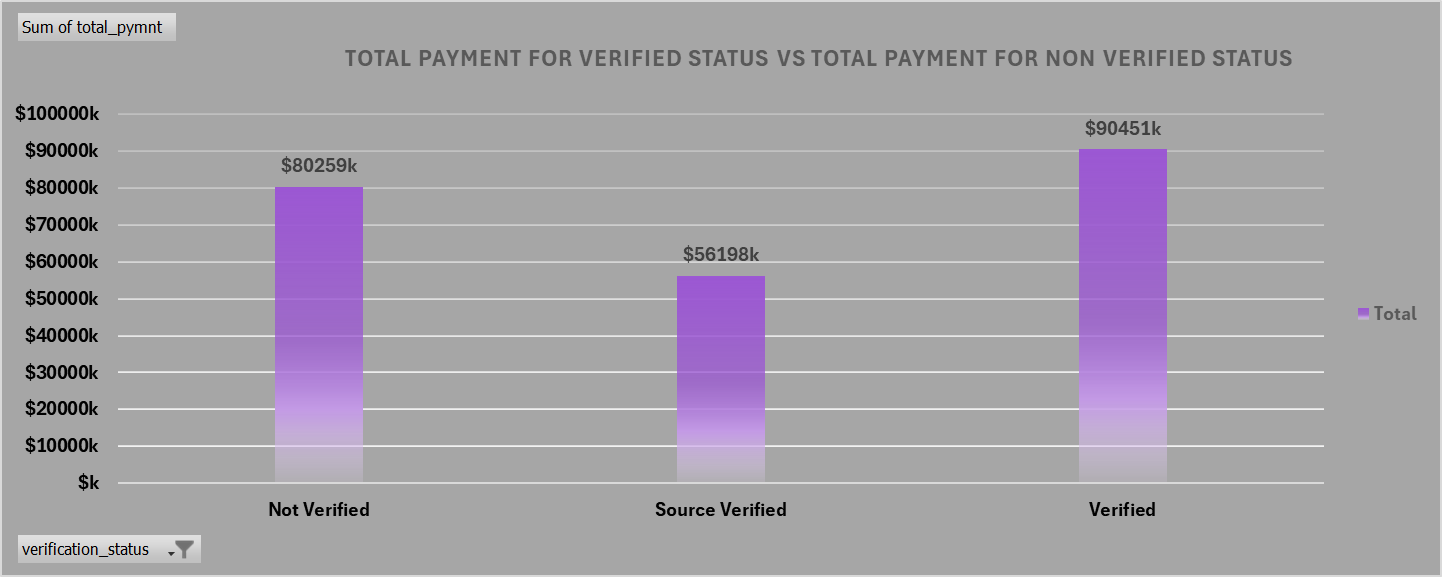 Sum of total_pymnt
TOTAL PAYMENT FOR VERIFIED STATUS VS TOTAL PAYMENT FOR NON VERIFIED STATUS
$100000k
$90000k
$80000k
$70000k
$60000k
$50000k
$40000k
$30000k
$20000k
$10000k
$k
$80259k
$56198k
$90451k
Not Verified
Source Verified
Verified
Total
verification_status